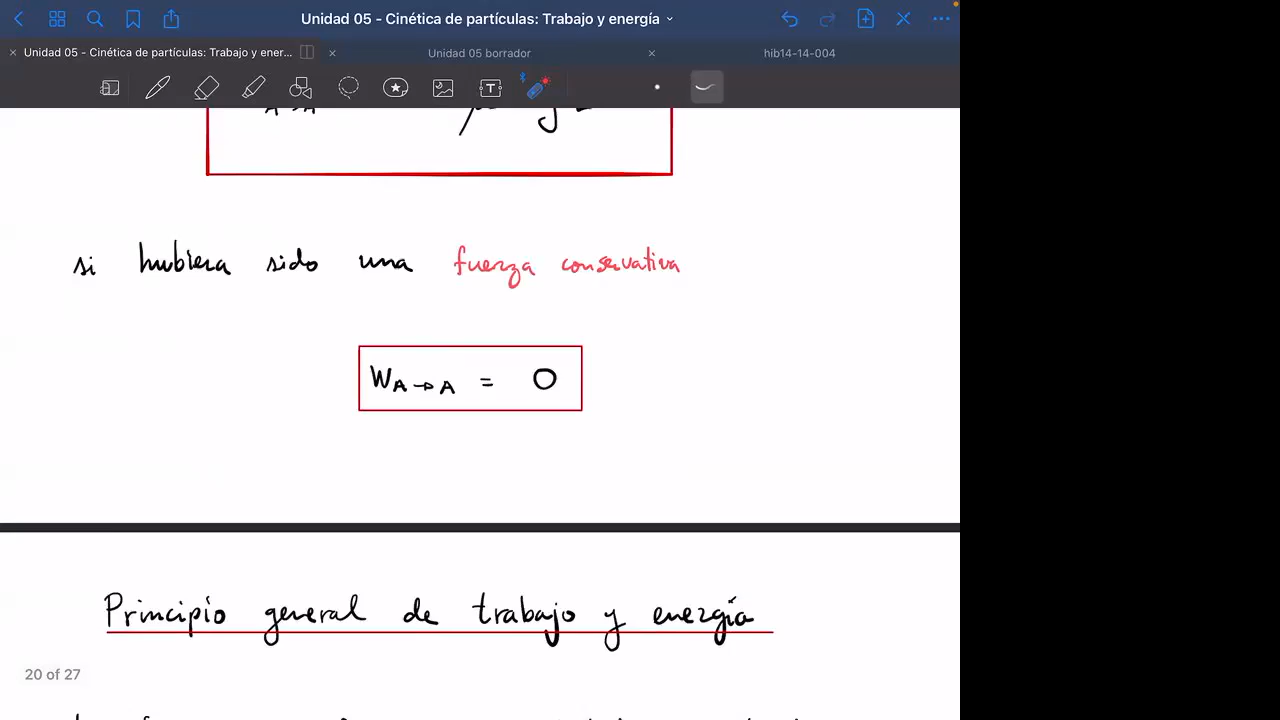 Unidad 05 - Cinética de partículas: Trabajo y energía
Unidad 05 - Cinética de partículas: Trabajo y ener...
Unidad 05 borrador
hib14-14-004
T
si hubiera sido una fuerza conservativa
W A→A = 0
Principio general de trabajo y energía
20 of 27